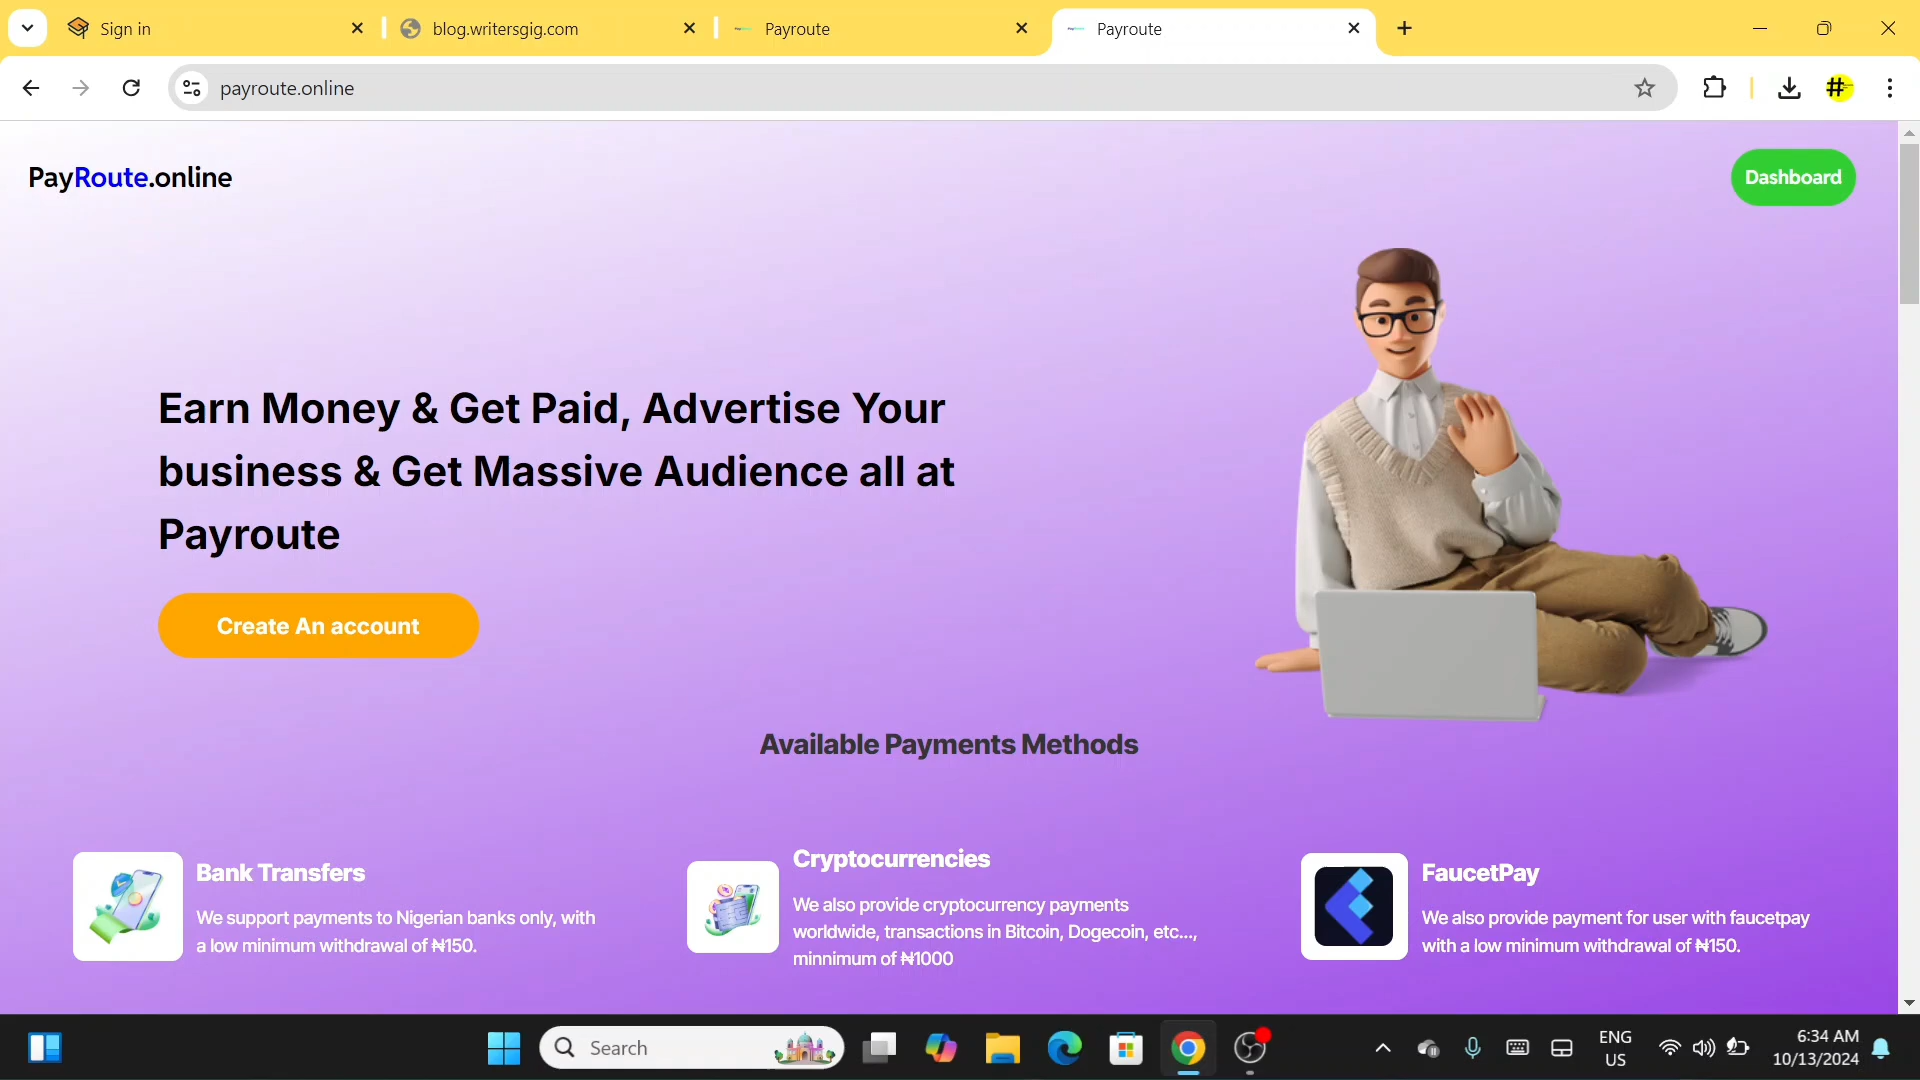 Sign in
blog.writersgig.com
Payroute
Payroute
payroute.online
PayRoute.online
Dashboard
Earn Money & Get Paid, Advertise Your
business & Get Massive Audience all at
Payroute
Create An account
Available Payments Methods
Bank Transfers
We support payments to Nigerian banks only, with
a low minimum withdrawal of ₦150.
Cryptocurrencies
We also provide cryptocurrency payments
worldwide, transactions in Bitcoin, Dogecoin, etc...,
minnimum of ₦1000
FaucetPay
We also provide payment for user with faucetpay
with a low minimum withdrawal of ₦150.
Search
ENG
US
6:34 AM
10/13/2024